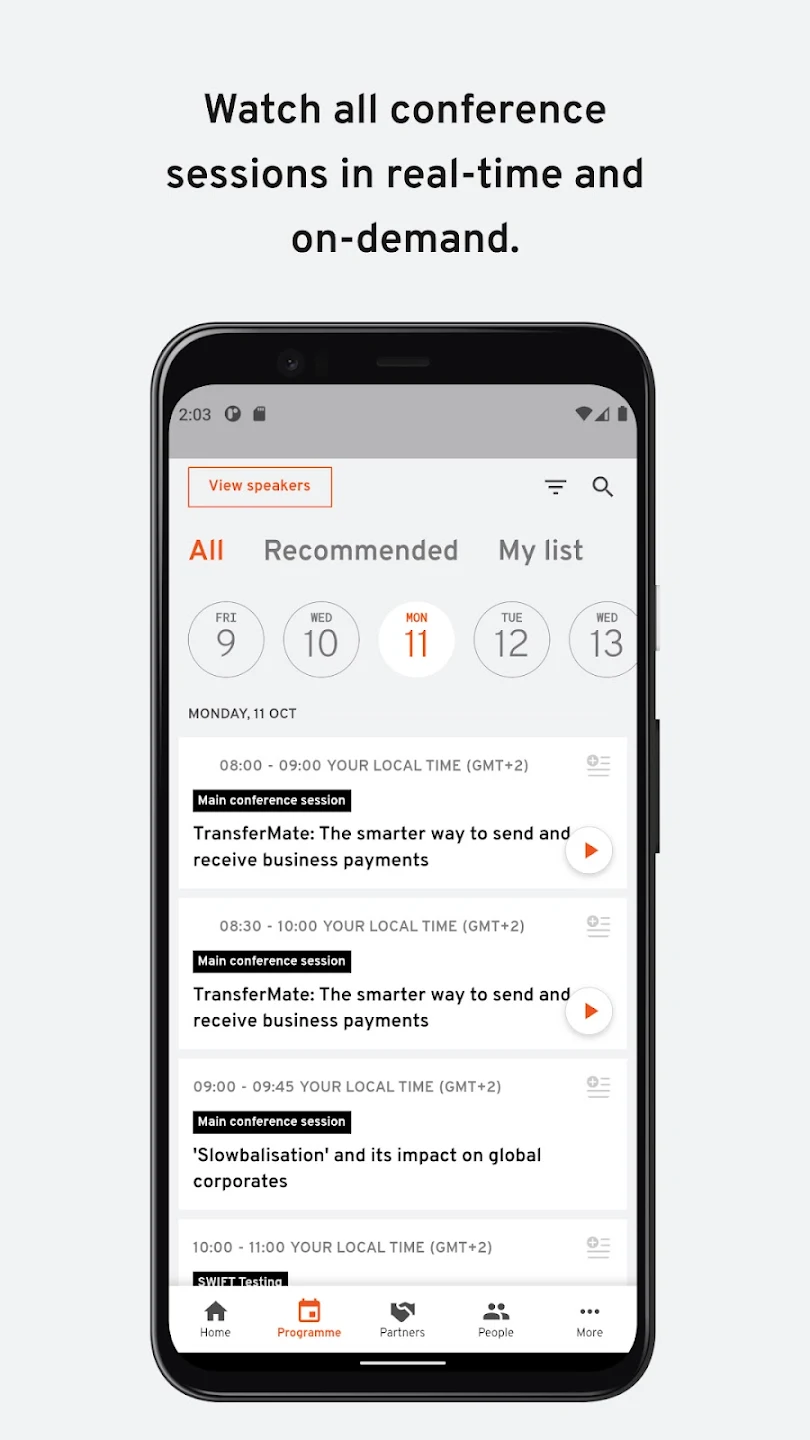 Watch all conference
sessions in real-time and
on-demand.
2:03
View speakers
All Recommended My list
FRI WED MON TUE WED
9 10 11 12 13
MONDAY, 11 OCT
08:00 - 09:00 YOUR LOCAL TIME (GMT+2)
Main conference session
TransferMate: The smarter way to send and
receive business payments
08:30 - 10:00 YOUR LOCAL TIME (GMT+2)
Main conference session
TransferMate: The smarter way to send and
receive business payments
09:00 - 09:45 YOUR LOCAL TIME (GMT+2)
Main conference session
'Slowbalisation' and its impact on global
corporates
10:00 - 11:00 YOUR LOCAL TIME (GMT+2)
SWIFT Testing
Home Programme Partners People More